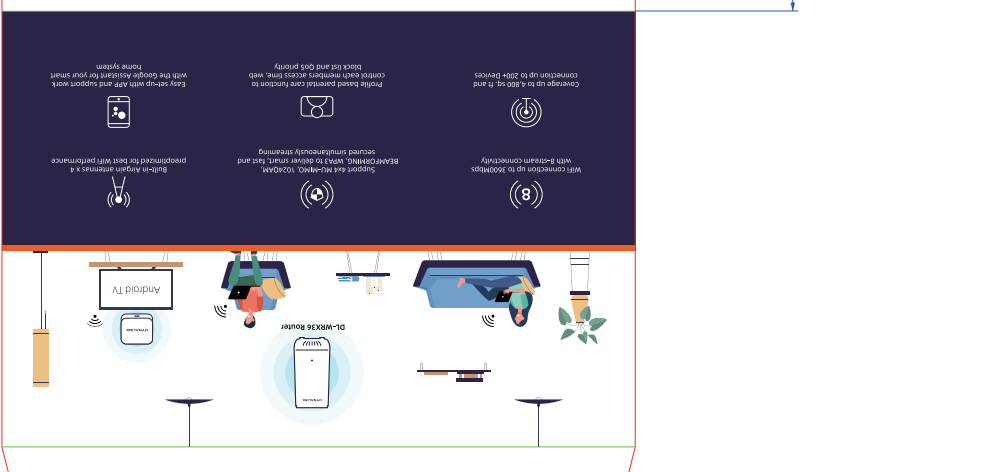 DYNALINK
DL-WRX36 Router
DYNALINK
Android TV
8
WiFi connection up to 3600Mbps
with 8-stream connectivity
Support 4x4 MU-MIMO, 1024QAM,
BEAMFORMING, WPA3 to deliver smart, fast and
secured simultaneously streaming
Built-in Airgain antennas x 4
preoptimized for best WiFi performance
Coverage up to 4,800 sq. ft and
connection up to 200+ Devices
Profile based parental care function to
control each members access time, web
block list and QoS priority
Easy set-up with APP and support work
with the Google Assistant for your smart
home system